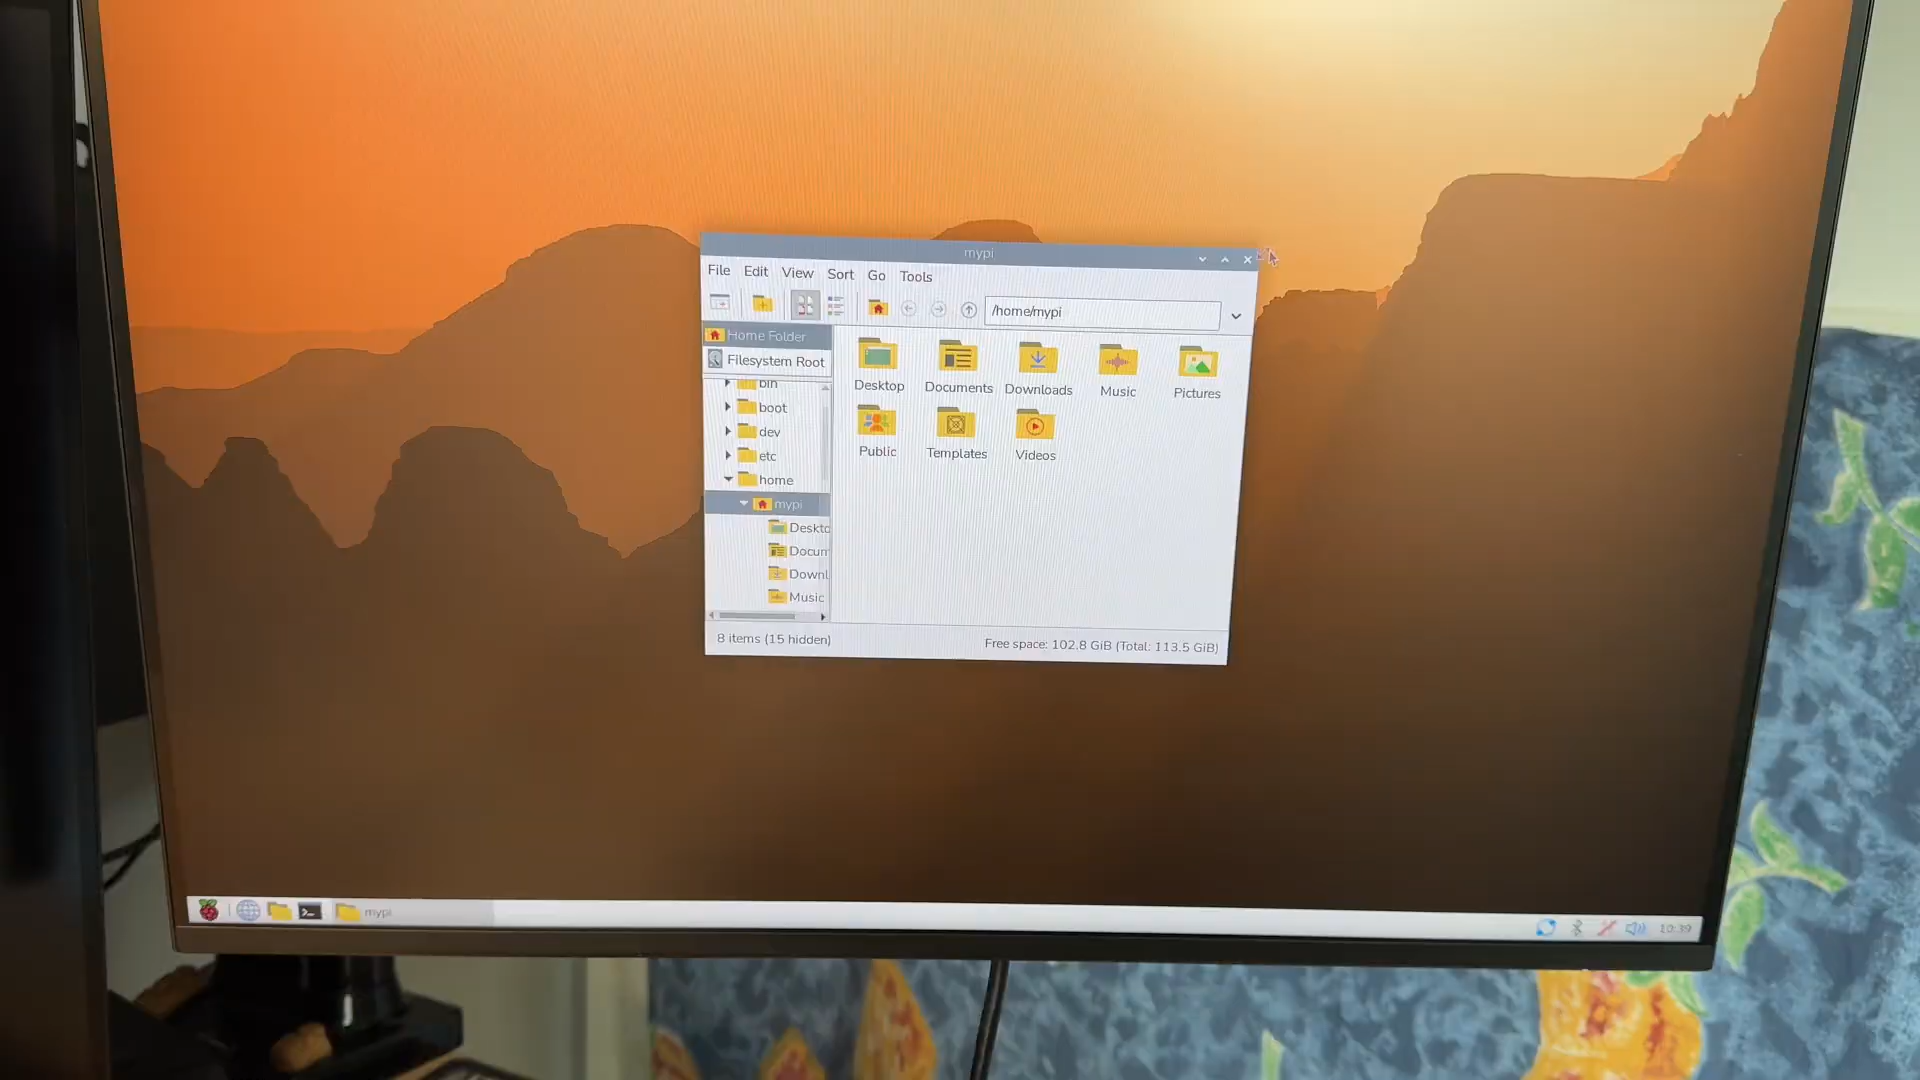 mypi
File Edit View Sort Go Tools
/home/mypi
Home Folder
Filesystem Root
bin
boot
dev
etc
home
mypi
Deskto
Docum
Downl
Music
Desktop Documents Downloads Music Pictures
Public Templates Videos
8 items (15 hidden) Free space: 102.8 GiB (Total: 113.5 GiB)
mypi 10:39